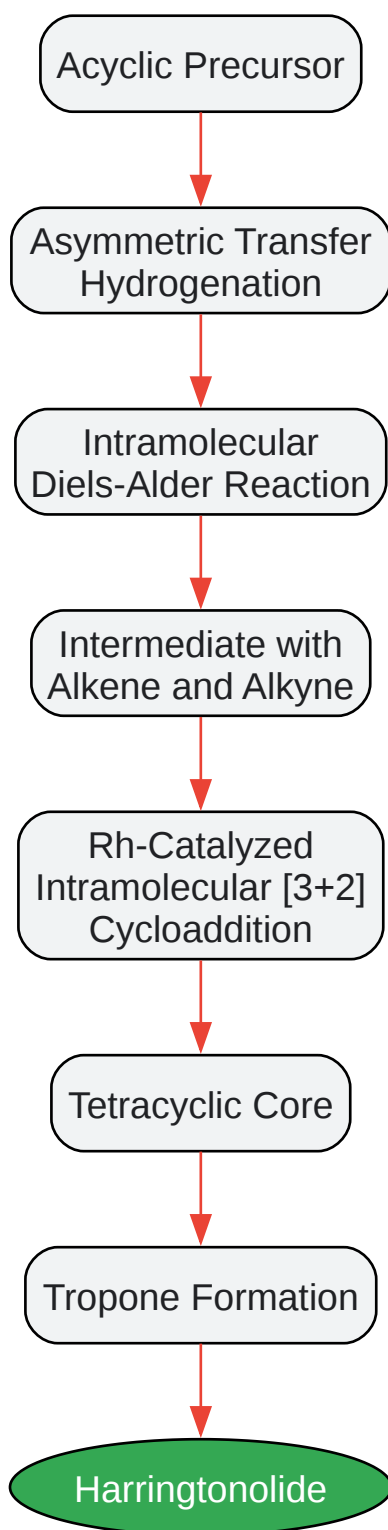 Acyclic Precursor
Asymmetric Transfer
Hydrogenation
Intramolecular
Diels-Alder Reaction
Intermediate with
Alkene and Alkyne
Rh-Catalyzed
Intramolecular [3+2]
Cycloaddition
Tetracyclic Core
Tropone Formation
Harringtonolide